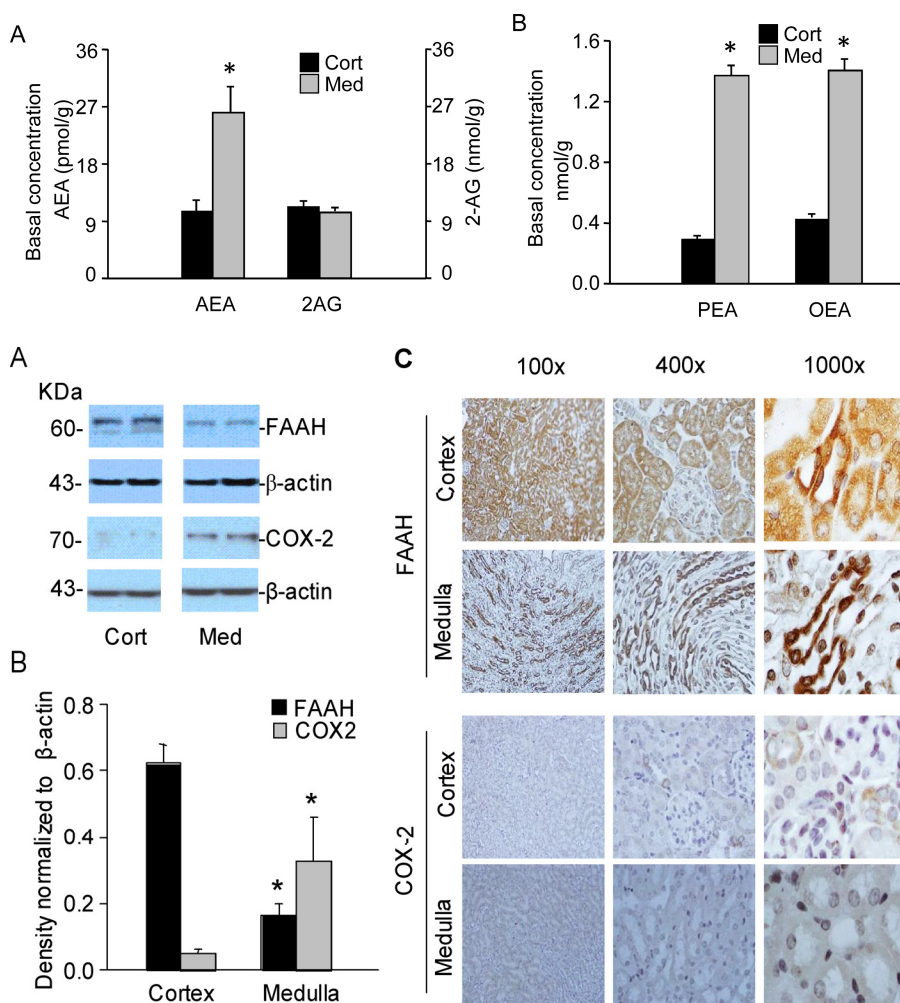 A
Basal concentration
AEA (pmol/g)
36
27
18
9
0
Cort
Med
*
36
27
18
9
0
2-AG (nmol/g)
AEA
2AG
B
Basal concentration
nmol/g
1.6
1.2
0.8
0.4
0.0
Cort
Med
*
*
PEA
OEA
A
KDa
60-
-FAAH
43-
-β-actin
70-
-COX-2
43-
-β-actin
Cort
Med
B
Density normalized to β-actin
0.8
0.6
0.4
0.2
0.0
FAAH
COX2
*
*
Cortex
Medulla
C
100x
400x
1000x
FAAH
Cortex
Medulla
COX-2
Cortex
Medulla